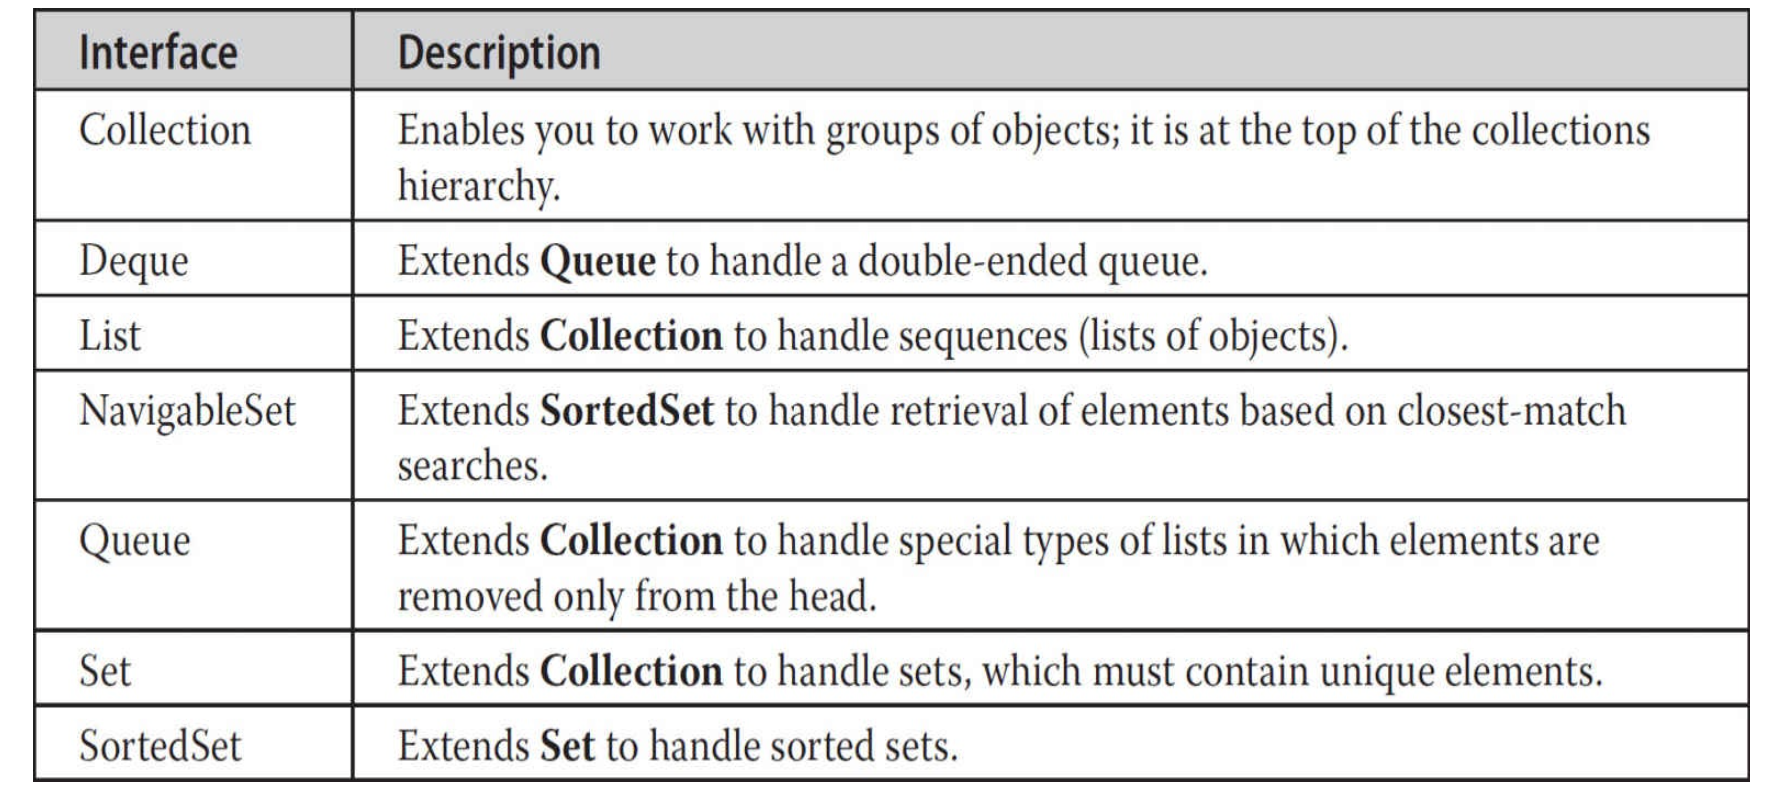 Interface Description
Collection Enables you to work with groups of objects; it is at the top of the collections
hierarchy.
Deque Extends Queue to handle a double-ended queue.
List Extends Collection to handle sequences (lists of objects).
NavigableSet Extends SortedSet to handle retrieval of elements based on closest-match
searches.
Queue Extends Collection to handle special types of lists in which elements are
removed only from the head.
Set Extends Collection to handle sets, which must contain unique elements.
SortedSet Extends Set to handle sorted sets.